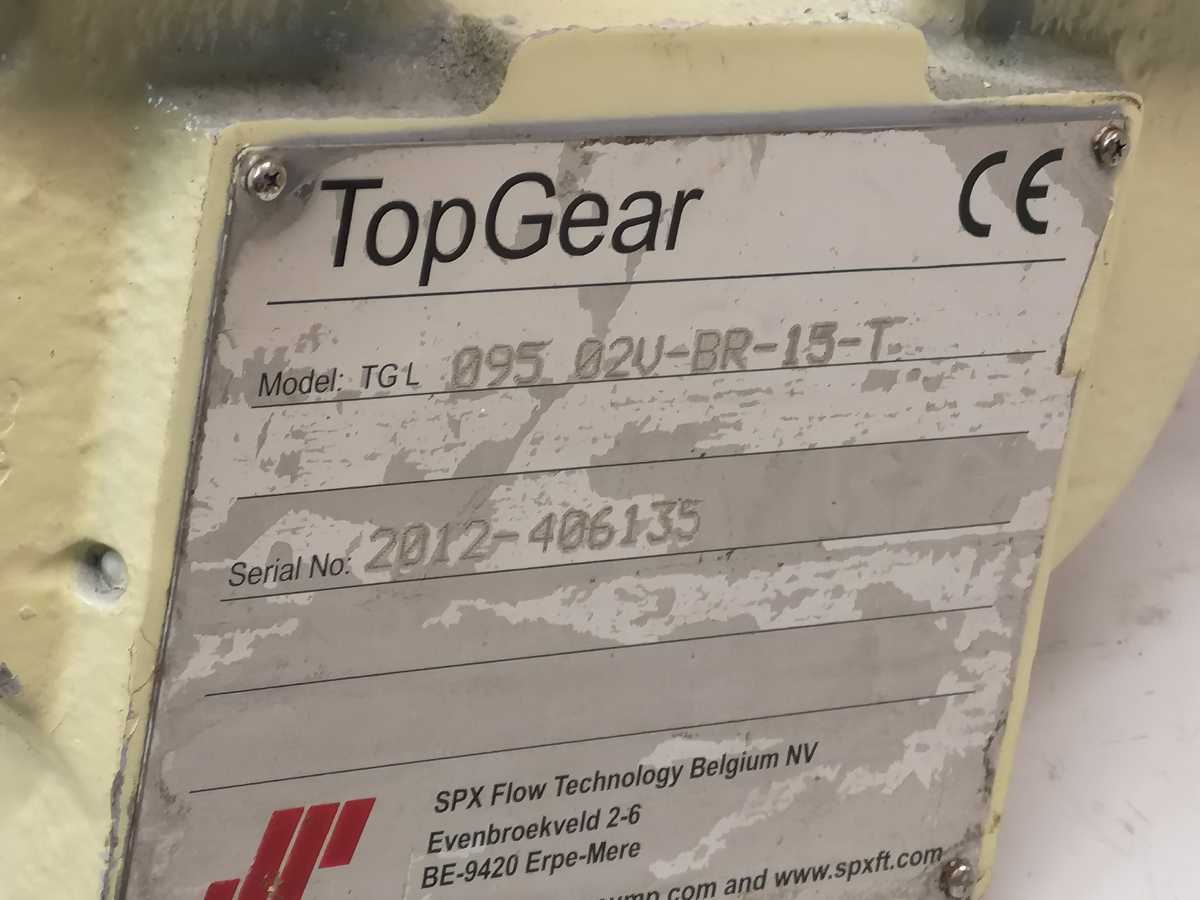 TopGear CE
Model: TG L 095 02U-BR-15-T
Serial No: 2012-406135
SPX Flow Technology Belgium NV
Evenbroekveld 2-6
BE-9420 Erpe-Mere
and www.spxft.com